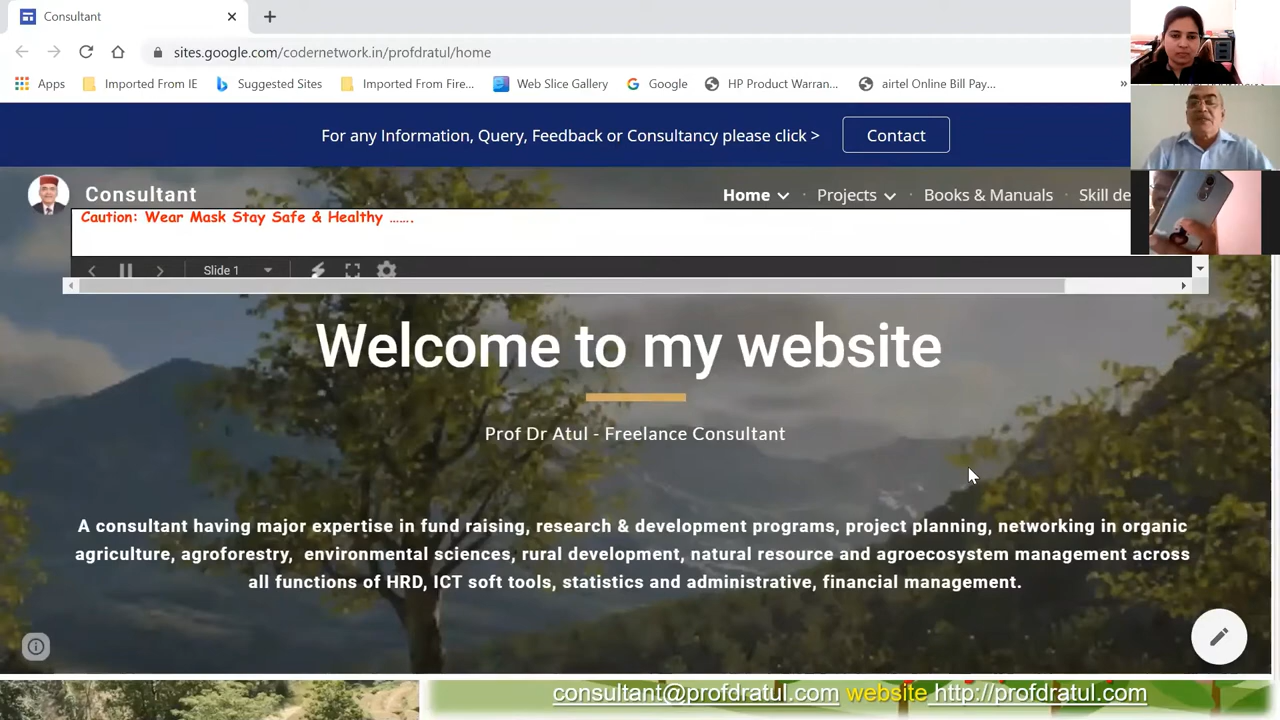 Consultant
sites.google.com/codernetwork.in/profdratul/home
Apps Imported From IE Suggested Sites Imported From Fire... Web Slice Gallery Google HP Product Warran... airtel Online Bill Pay... »
For any Information, Query, Feedback or Consultancy please click > Contact
Consultant Home Projects Books & Manuals Skill de
Caution: Wear Mask Stay Safe & Healthy …….
Slide 1
Welcome to my website
Prof Dr Atul - Freelance Consultant
A consultant having major expertise in fund raising, research & development programs, project planning, networking in organic
agriculture, agroforestry, environmental sciences, rural development, natural resource and agroecosystem management across
all functions of HRD, ICT soft tools, statistics and administrative, financial management.
consultant@profdratul.com website http://profdratul.com